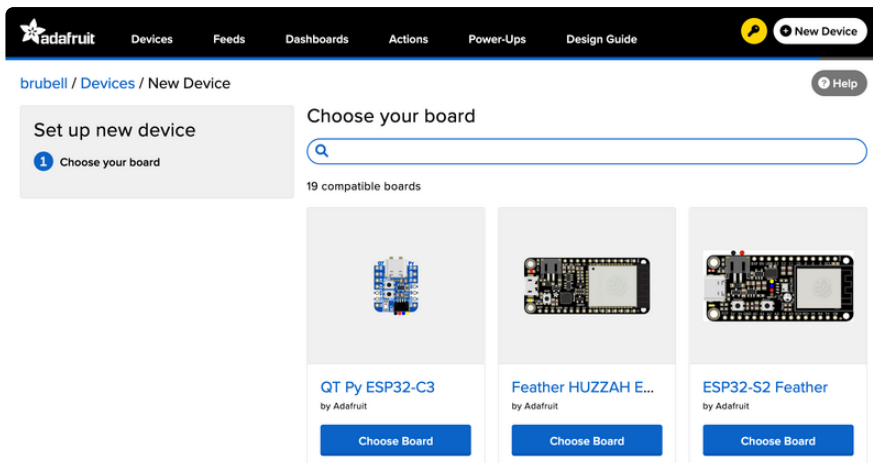 adafruit Devices Feeds Dashboards Actions Power-Ups Design Guide New Device
brubell / Devices / New Device
Help
Set up new device
1 Choose your board
Choose your board
19 compatible boards
QT Py ESP32-C3
by Adafruit
Choose Board
Feather HUZZAH E...
by Adafruit
Choose Board
ESP32-S2 Feather
by Adafruit
Choose Board